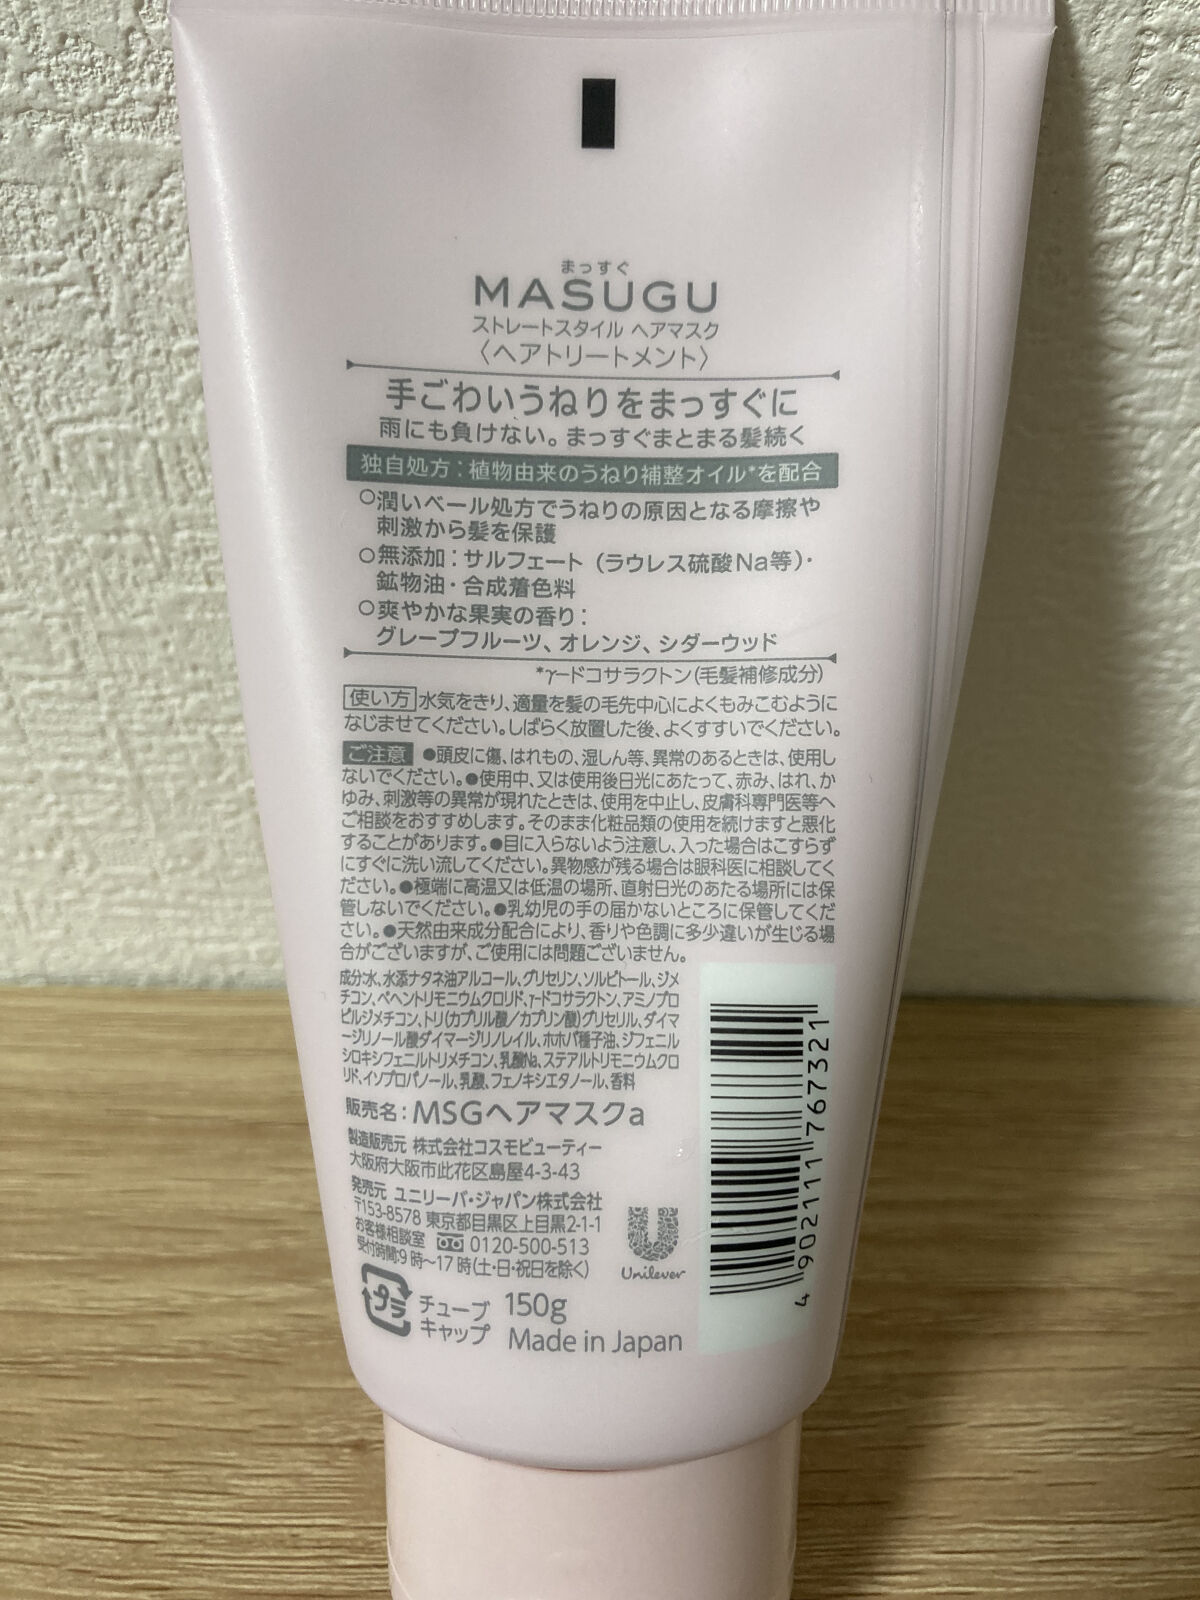 まっすぐ
MASUGU
ストレートスタイル ヘアマスク
〈ヘアトリートメント〉
手ごわいうねりをまっすぐに
雨にも負けない。まっすぐまとまる髪続く
独自処方：植物由来のうねり補整オイル*を配合
○潤いベール処方でうねりの原因となる摩擦や
刺激から髪を保護
○無添加：サルフェート（ラウレス硫酸Na等）・
鉱物油・合成着色料
○爽やかな果実の香り：
グレープフルーツ、オレンジ、シダーウッド
*γ-ドコサラクトン（毛髪補修成分）
使い方 水気をきり、適量を髪の毛先中心によくもみこむように
なじませてください。しばらく放置した後、よくすすいでください。
ご注意 ●頭皮に傷、はれもの、湿しん等、異常のあるときは、使用し
ないでください。●使用中、又は使用後日光にあたって、赤み、はれ、か
ゆみ、刺激等の異常が現れたときは、使用を中止し、皮膚科専門医等へ
ご相談をおすすめします。そのまま化粧品類の使用を続けますと悪化
することがあります。●目に入らないよう注意し、入った場合はこすらず
にすぐに洗い流してください。異物感が残る場合は眼科医に相談してく
ださい。●極端に高温又は低温の場所、直射日光のあたる場所には保
管しないでください。●乳幼児の手の届かないところに保管してくだ
さい。●天然由来成分配合により、香りや色調に多少違いが生じる場
合がございますが、ご使用には問題ございません。
成分:水、水添ナタネ油アルコール、グリセリン、ソルビトール、ジメ
チコン、ベヘントリモニウムクロリド、γ-ドコサラクトン、アミノプロ
ピルジメチコン、トリ(カプリル酸／カプリン酸)グリセリル、ダイマ
ージリノール酸ダイマージリノレイル、ホホバ種子油、ジフェニル
シロキシフェニルトリメチコン、乳酸Na、ステアルトリモニウムクロ
リド、イソプロパノール、乳酸、フェノキシエタノール、香料
販売名：MSGヘアマスクa
製造販売元 株式会社コスモビューティー
大阪府大阪市此花区島屋4-3-43
発売元 ユニリーバ・ジャパン株式会社
〒153-8578 東京都目黒区上目黒2-1-1
お客様相談室 0120-500-513
受付時間:9時～17時(土・日・祝日を除く)
Unilever
プラ
チューブ
キャップ
150g
Made in Japan
4 902111 767321